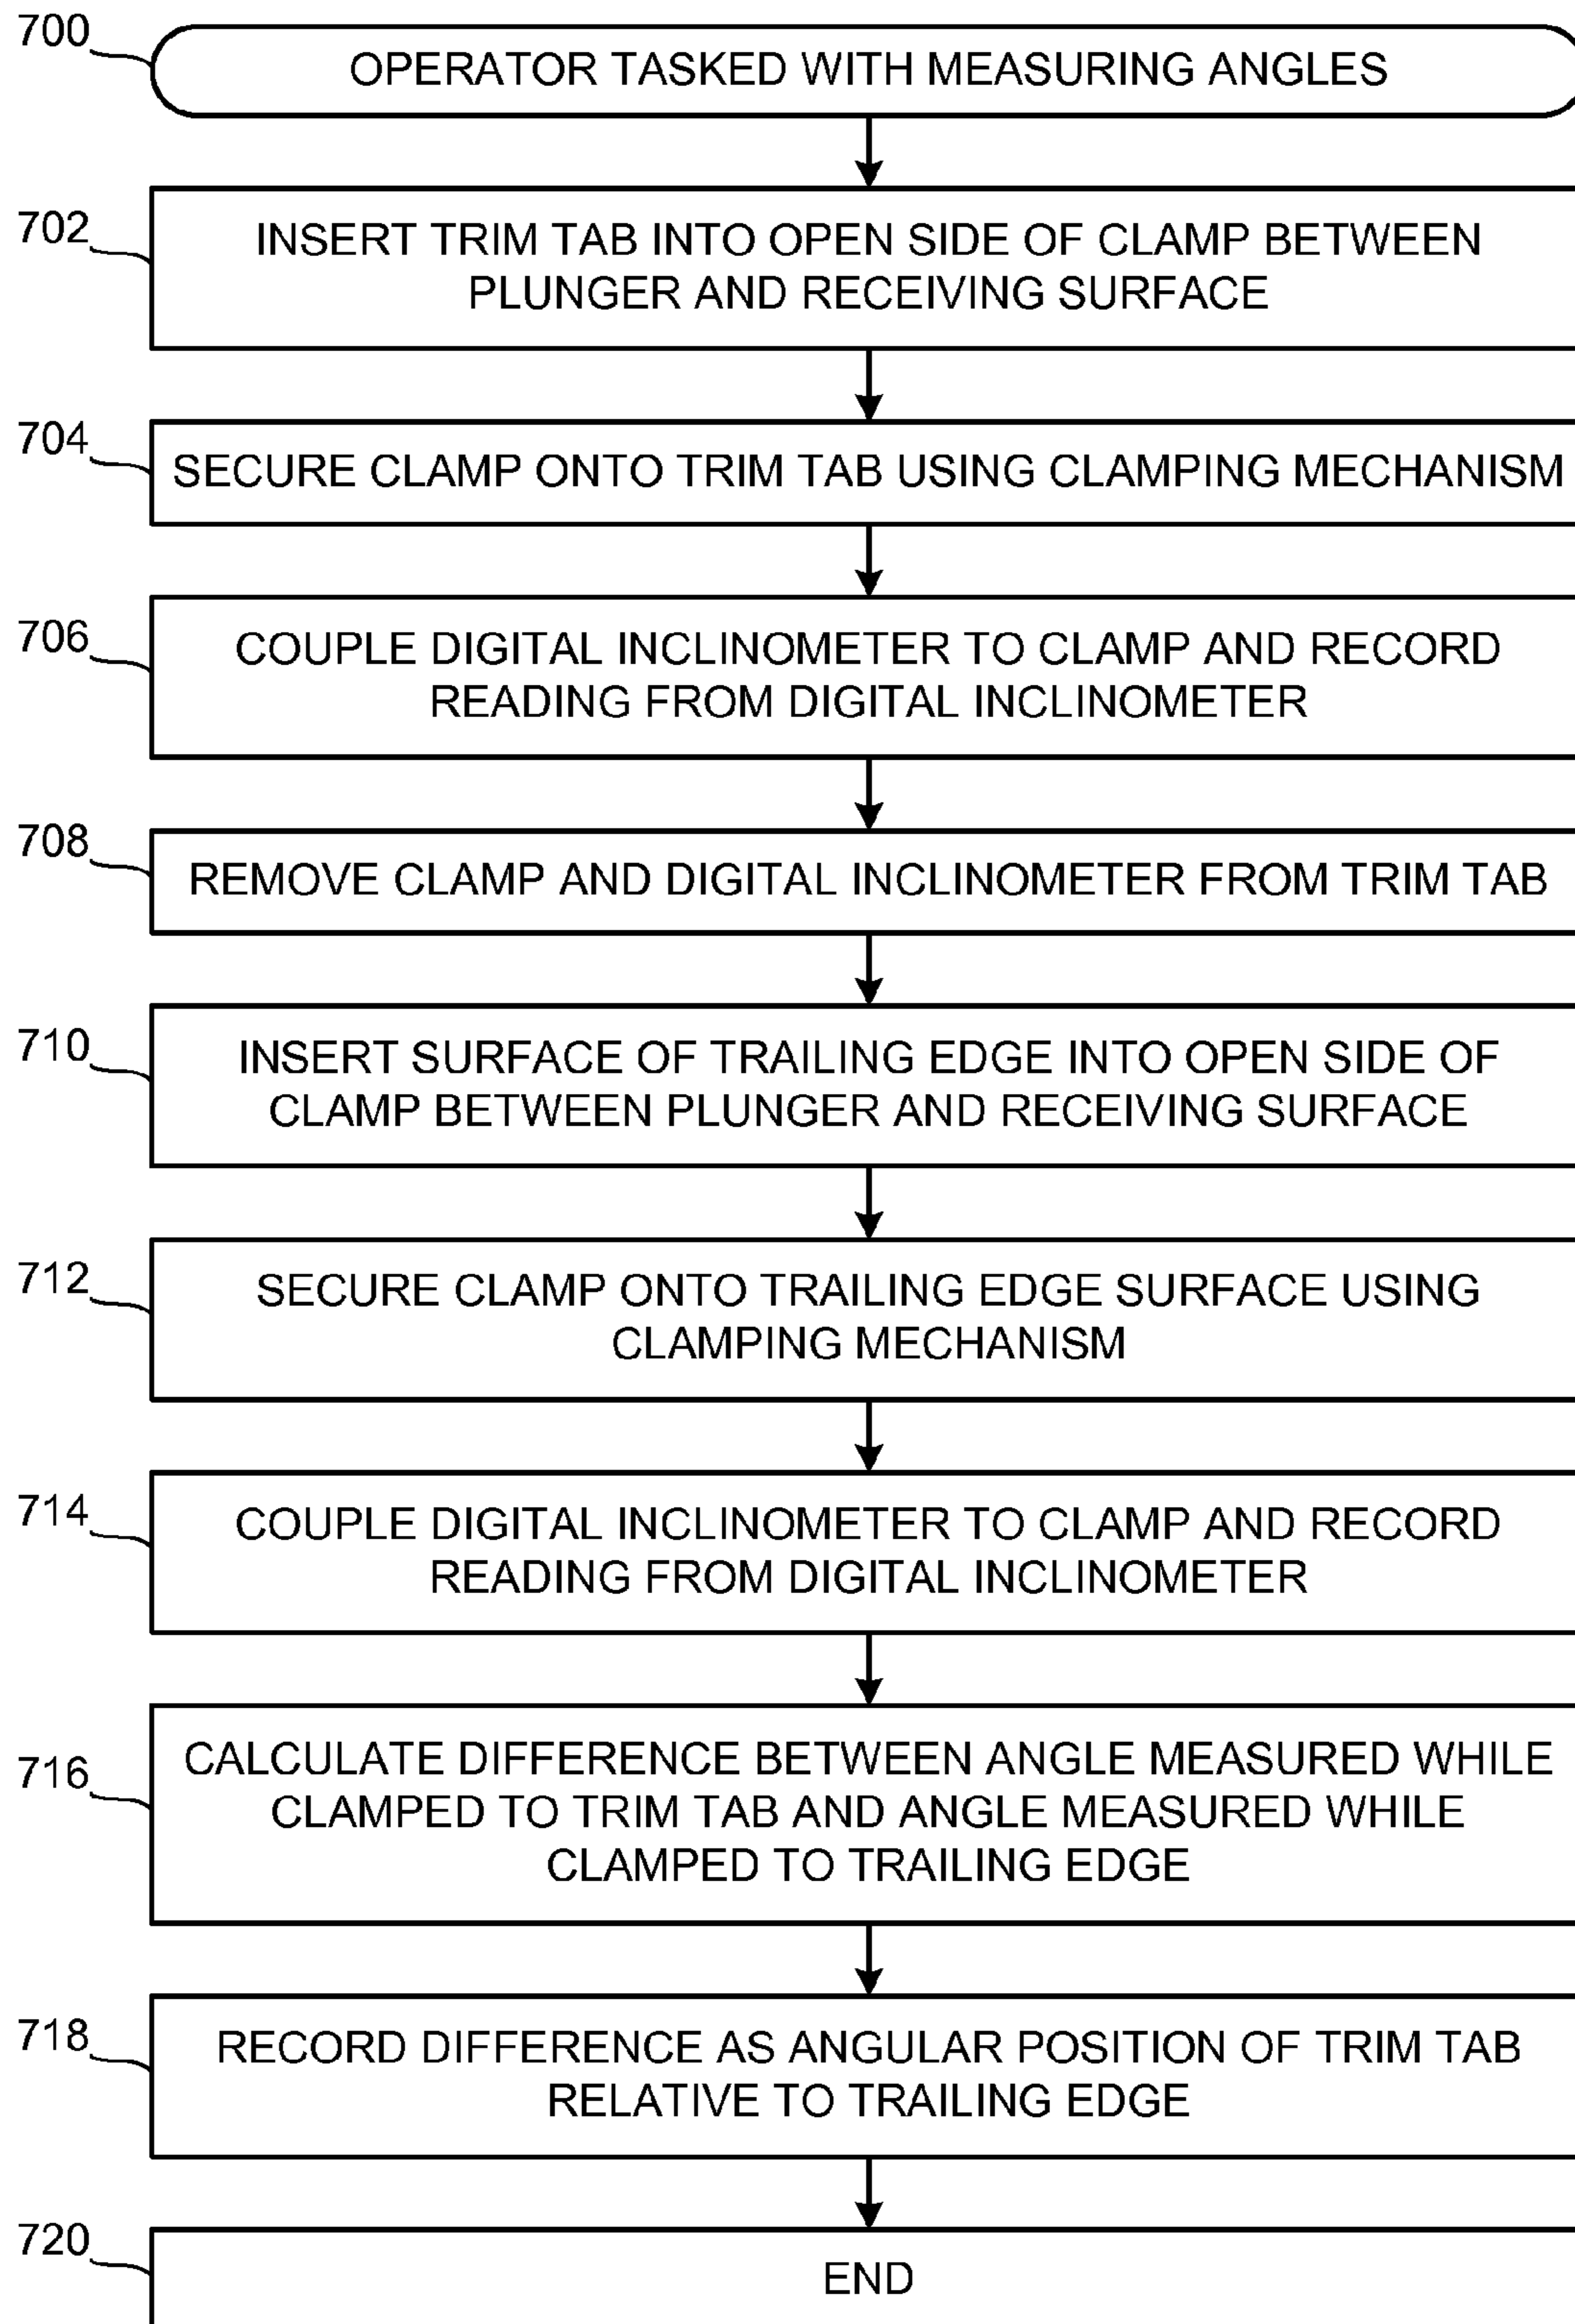 700
OPERATOR TASKED WITH MEASURING ANGLES
702
INSERT TRIM TAB INTO OPEN SIDE OF CLAMP BETWEEN
PLUNGER AND RECEIVING SURFACE
704
SECURE CLAMP ONTO TRIM TAB USING CLAMPING MECHANISM
706
COUPLE DIGITAL INCLINOMETER TO CLAMP AND RECORD
READING FROM DIGITAL INCLINOMETER
708
REMOVE CLAMP AND DIGITAL INCLINOMETER FROM TRIM TAB
710
INSERT SURFACE OF TRAILING EDGE INTO OPEN SIDE OF
CLAMP BETWEEN PLUNGER AND RECEIVING SURFACE
712
SECURE CLAMP ONTO TRAILING EDGE SURFACE USING
CLAMPING MECHANISM
714
COUPLE DIGITAL INCLINOMETER TO CLAMP AND RECORD
READING FROM DIGITAL INCLINOMETER
716
CALCULATE DIFFERENCE BETWEEN ANGLE MEASURED WHILE
CLAMPED TO TRIM TAB AND ANGLE MEASURED WHILE
CLAMPED TO TRAILING EDGE
718
RECORD DIFFERENCE AS ANGULAR POSITION OF TRIM TAB
RELATIVE TO TRAILING EDGE
720
END